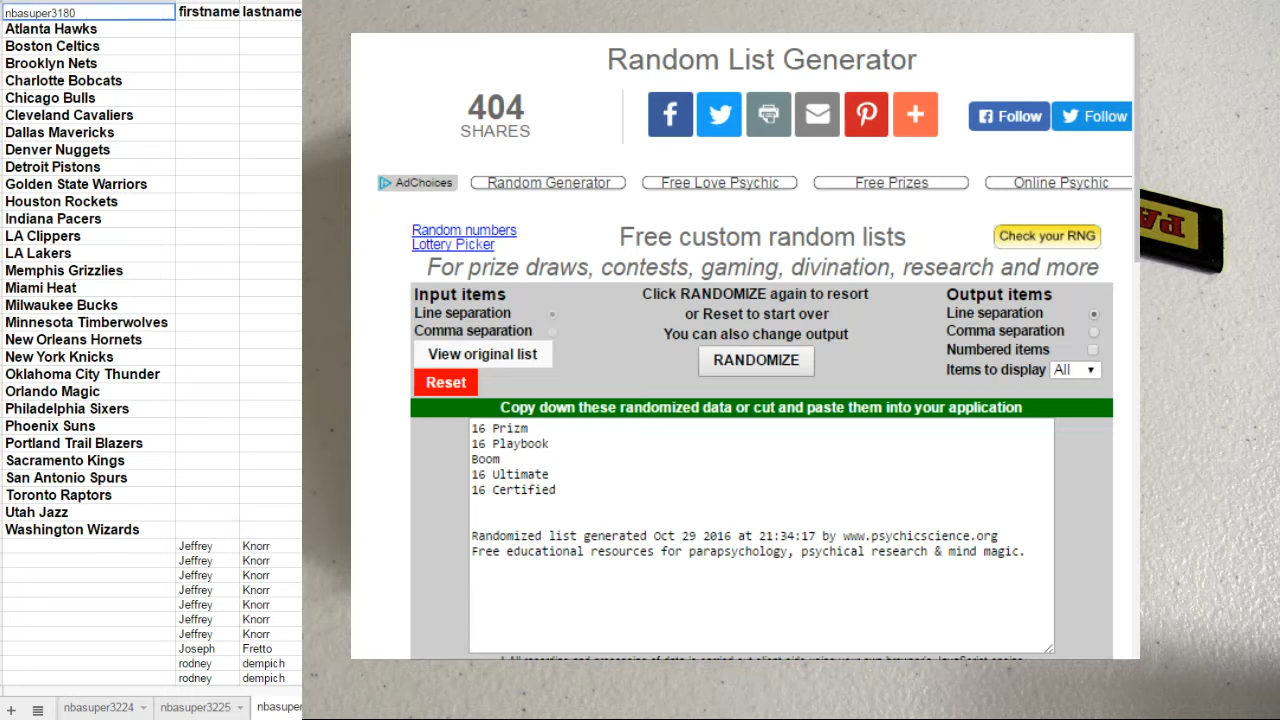 nbasuper3180 firstname lastname
Atlanta Hawks
Boston Celtics
Brooklyn Nets
Charlotte Bobcats
Chicago Bulls
Cleveland Cavaliers
Dallas Mavericks
Denver Nuggets
Detroit Pistons
Golden State Warriors
Houston Rockets
Indiana Pacers
LA Clippers
LA Lakers
Memphis Grizzlies
Miami Heat
Milwaukee Bucks
Minnesota Timberwolves
New Orleans Hornets
New York Knicks
Oklahoma City Thunder
Orlando Magic
Philadelphia Sixers
Phoenix Suns
Portland Trail Blazers
Sacramento Kings
San Antonio Spurs
Toronto Raptors
Utah Jazz
Washington Wizards
Jeffrey Knorr
Jeffrey Knorr
Jeffrey Knorr
Jeffrey Knorr
Jeffrey Knorr
Jeffrey Knorr
Jeffrey Knorr
Joseph Fretto
rodney dempich
rodney dempich
nbasuper3224 nbasuper3225 nbasuper
Random List Generator
404
SHARES
Follow Follow
AdChoices Random Generator Free Love Psychic Free Prizes Online Psychic
Random numbers
Lottery Picker
Free custom random lists
Check your RNG
For prize draws, contests, gaming, divination, research and more
Input items
Line separation
Comma separation
View original list
Reset
Click RANDOMIZE again to resort
or Reset to start over
You can also change output
RANDOMIZE
Output items
Line separation
Comma separation
Numbered items
Items to display All
Copy down these randomized data or cut and paste them into your application
16 Prizm
16 Playbook
Boom
16 Ultimate
16 Certified
Randomized list generated Oct 29 2016 at 21:34:17 by www.psychicscience.org
Free educational resources for parapsychology, psychical research & mind magic.
PA